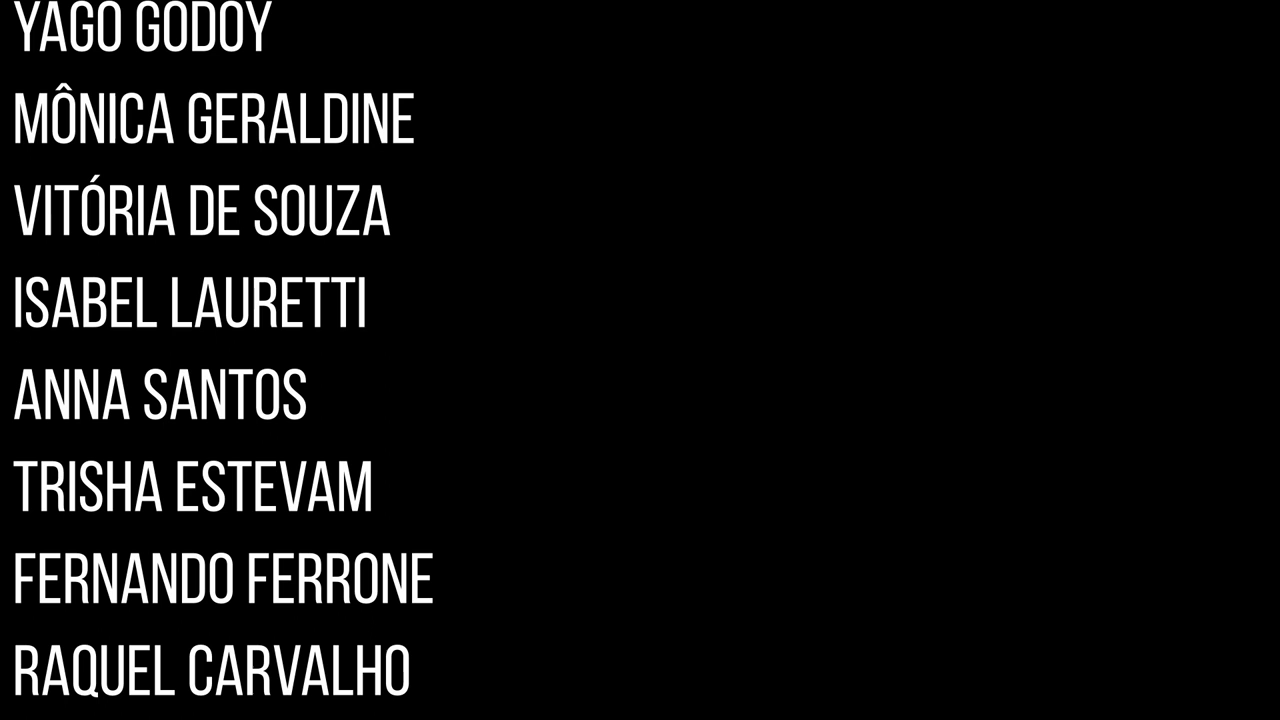 YAGO GODOY
MÔNICA GERALDINE
VITÓRIA DE SOUZA
ISABEL LAURETTI
ANNA SANTOS
TRISHA ESTEVAM
FERNANDO FERRONE
RAQUEL CARVALHO